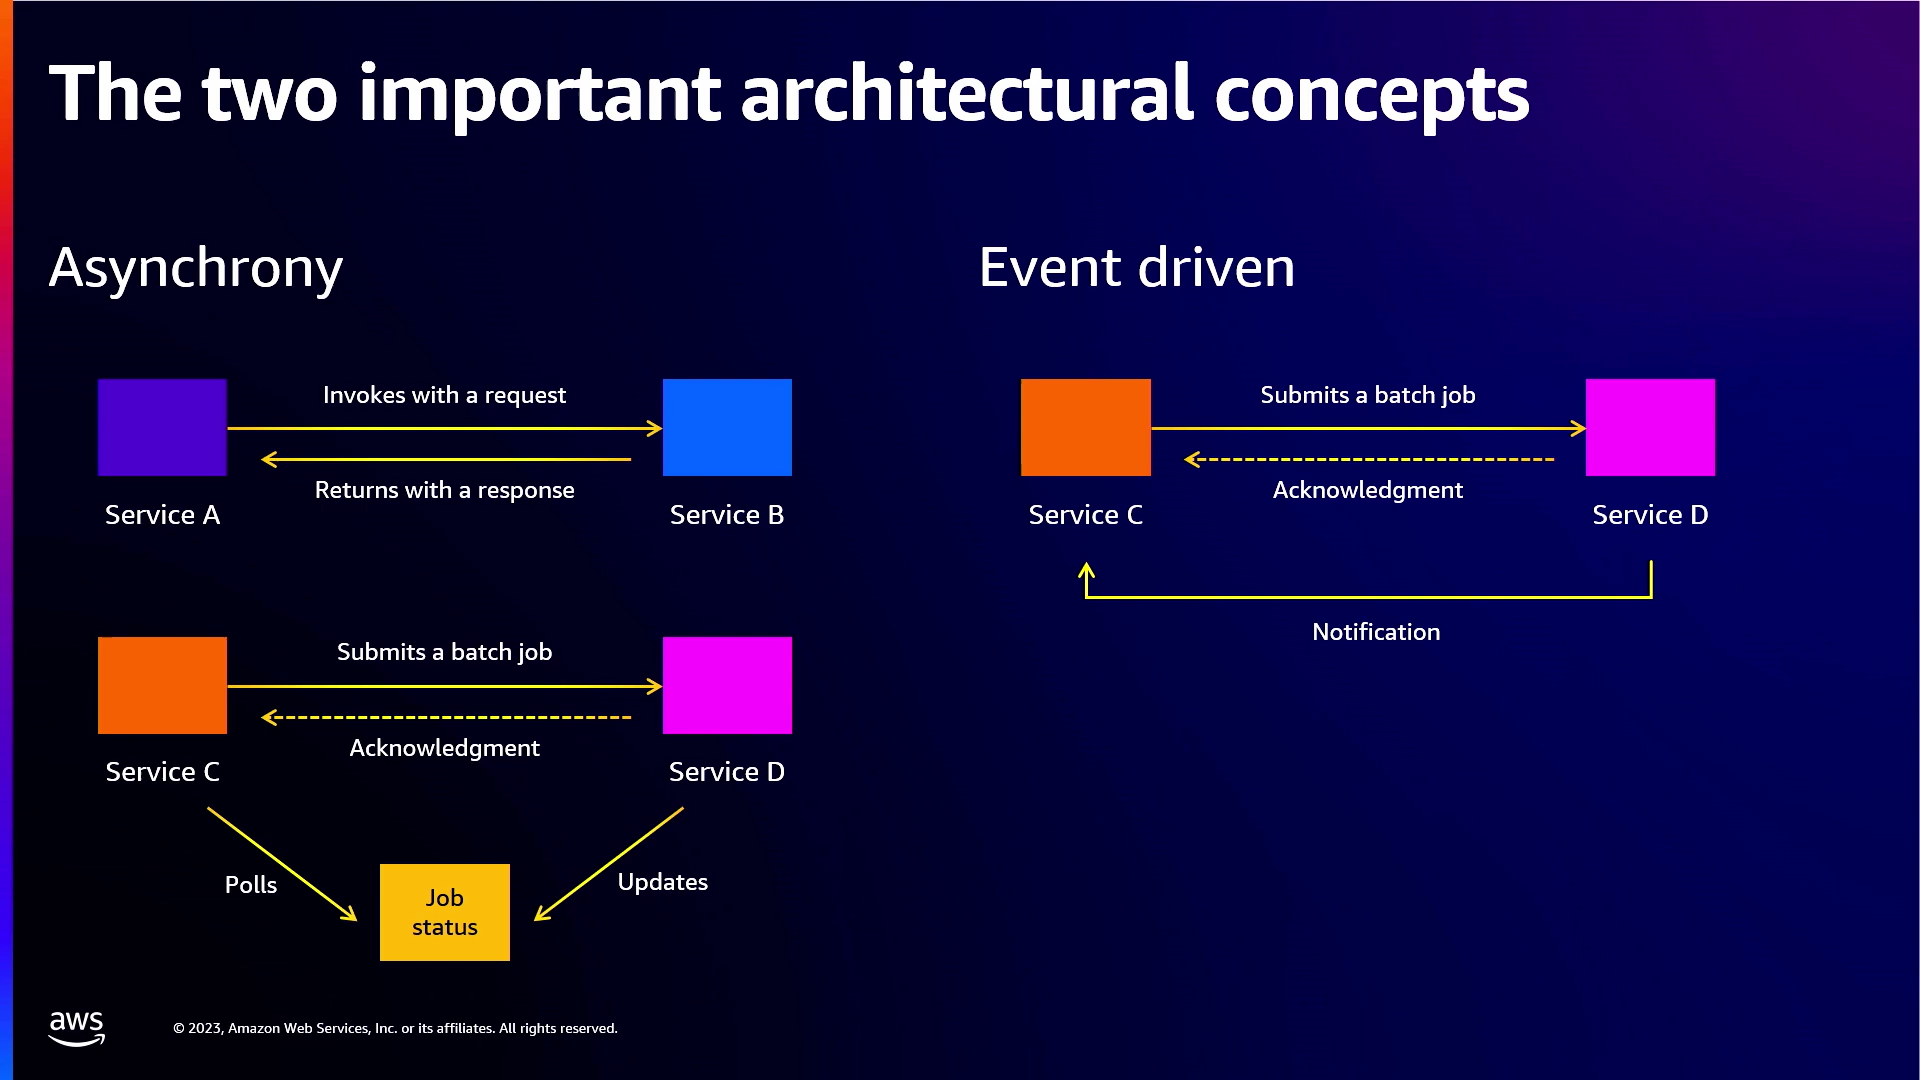 The two important architectural concepts
Asynchrony
Invokes with a request
Returns with a response
Service A
Service B
Submits a batch job
Acknowledgment
Service C
Service D
Polls
Updates
Job
status
Event driven
Submits a batch job
Acknowledgment
Service C
Service D
Notification
aws
© 2023, Amazon Web Services, Inc. or its affiliates. All rights reserved.